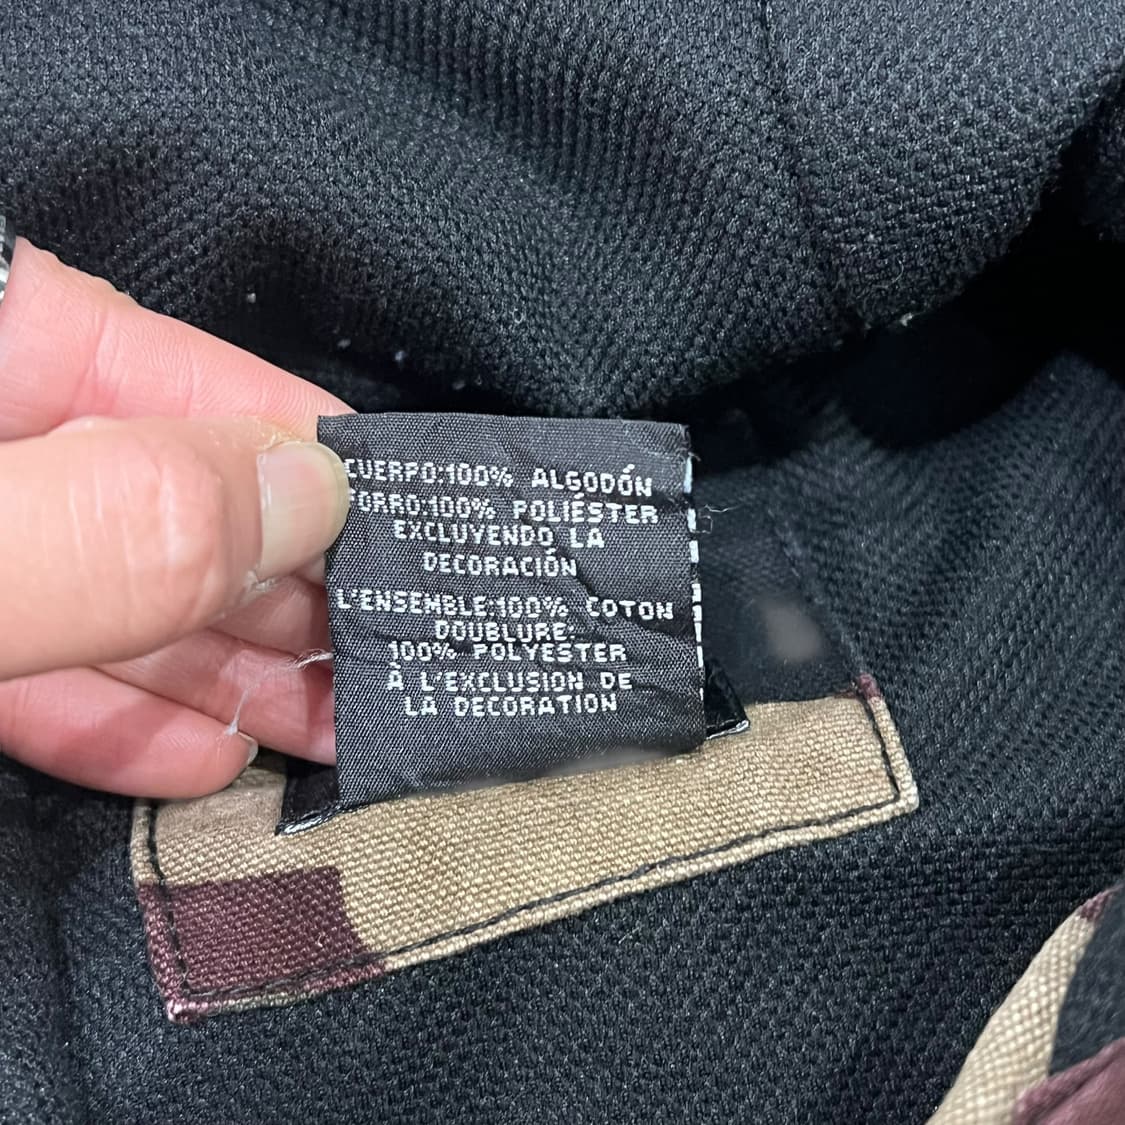 CUERPO:100% ALGODÓN
FORRO:100% POLIÉSTER
EXCLUYENDO LA
DECORACIÓN
L'ENSEMBLE:100% COTON
DOUBLURE:
100% POLYESTER
À L'EXCLUSION DE
LA DECORATION